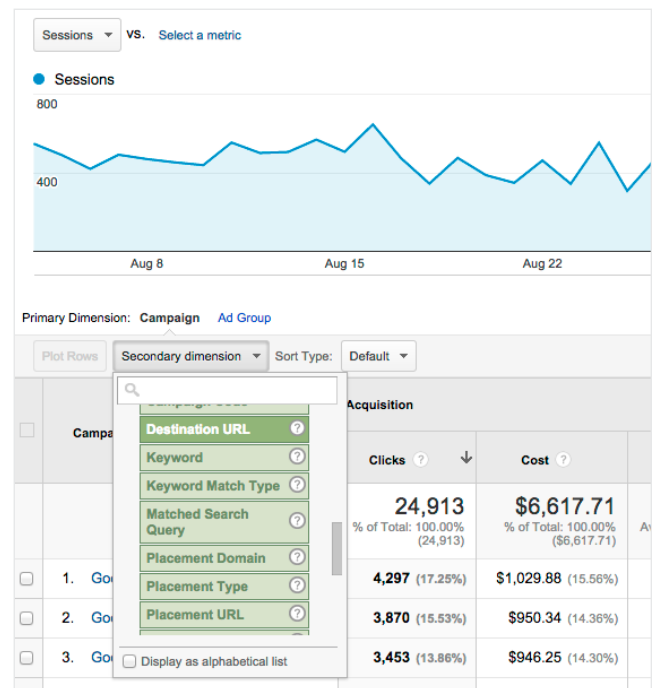 Sessions VS. Select a metric
Sessions
800
400
Aug 8 Aug 15 Aug 22
Primary Dimension: Campaign Ad Group
Plot Rows Secondary dimension Sort Type: Default
Acquisition
Campa
Clicks ? Cost ?
Destination URL ?
Keyword ?
Keyword Match Type ?
Matched Search
Query ?
Placement Domain ?
Placement Type ?
Placement URL ?
Display as alphabetical list
24,913 $6,617.71
% of Total: 100.00% % of Total: 100.00%
(24,913) ($6,617.71)
1. Goo 4,297 (17.25%) $1,029.88 (15.56%)
2. Goo 3,870 (15.53%) $950.34 (14.36%)
3. Goo 3,453 (13.86%) $946.25 (14.30%)